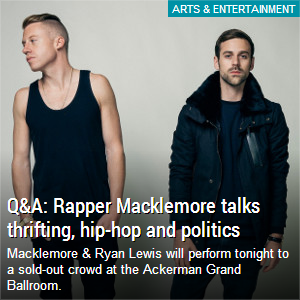 ARTS & ENTERTAINMENT
Q&A: Rapper Macklemore talks
thrifting, hip-hop and politics
Macklemore & Ryan Lewis will perform tonight to
a sold-out crowd at the Ackerman Grand
Ballroom.